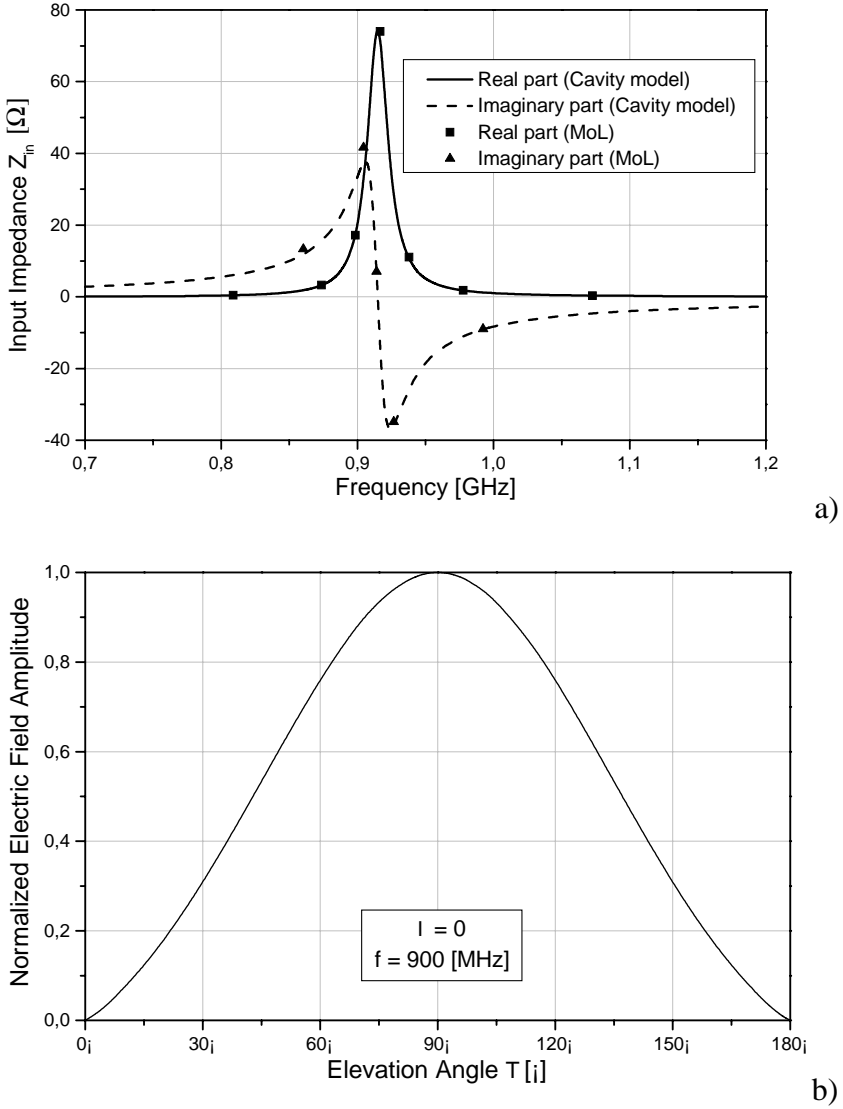 80
60
40
20
0
-20
-40
Input Impedance Z_in [Ω]
Real part (Cavity model)
Imaginary part (Cavity model)
Real part (MoL)
Imaginary part (MoL)
0,7 0,8 0,9 1,0 1,1 1,2
Frequency [GHz]
a)
1,0
0,8
0,6
0,4
0,2
0,0
Normalized Electric Field Amplitude
l = 0
f = 900 [MHz]
0¡ 30¡ 60¡ 90¡ 120¡ 150¡ 180¡
Elevation Angle T [¡]
b)